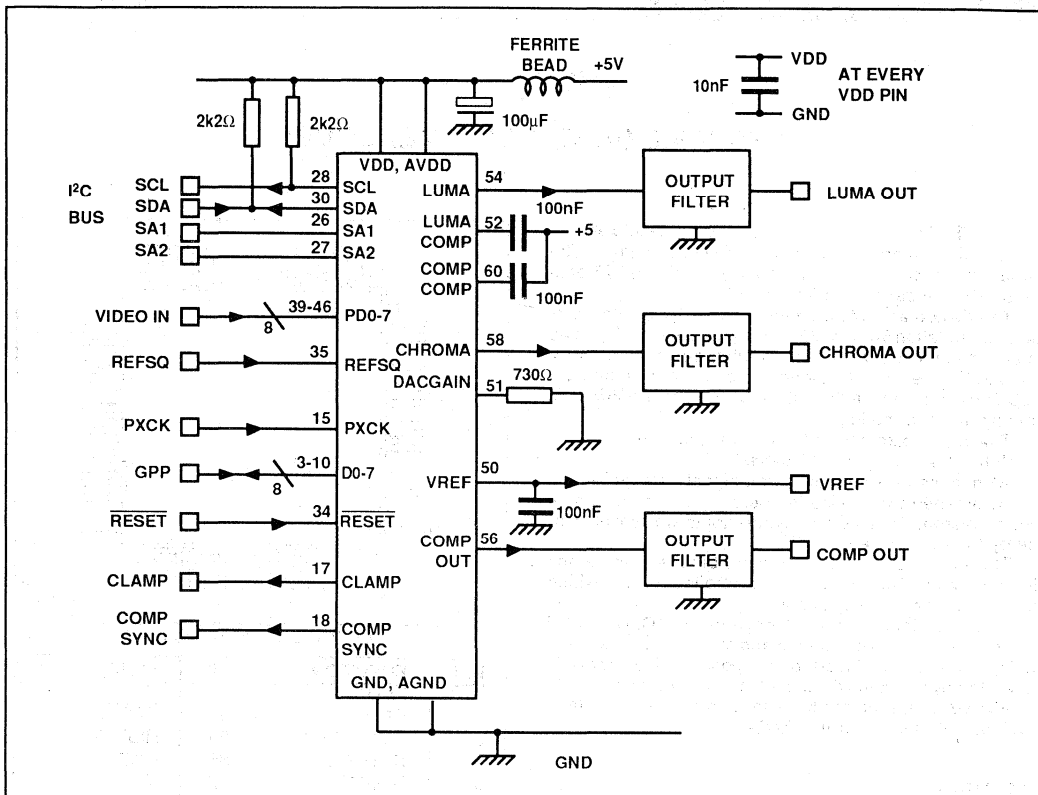 FERRITE
BEAD
+5V
VDD
10nF
GND
AT EVERY
VDD PIN
2k2Ω
2k2Ω
100µF
VDD, AVDD
I²C
BUS
SCL
28
SCL
SDA
30
SDA
SA1
26
SA1
SA2
27
SA2
VIDEO IN
8
39-46
PD0-7
REFSQ
35
REFSQ
PXCK
15
PXCK
GPP
8
3-10
D0-7
RESET
34
RESET
CLAMP
17
CLAMP
COMP
SYNC
18
COMP
SYNC
LUMA
54
OUTPUT
FILTER
LUMA OUT
100nF
LUMA
COMP
52
+5
COMP
COMP
60
100nF
CHROMA
58
OUTPUT
FILTER
CHROMA OUT
DACGAIN
51
730Ω
VREF
50
VREF
100nF
COMP
OUT
56
OUTPUT
FILTER
COMP OUT
GND, AGND
GND